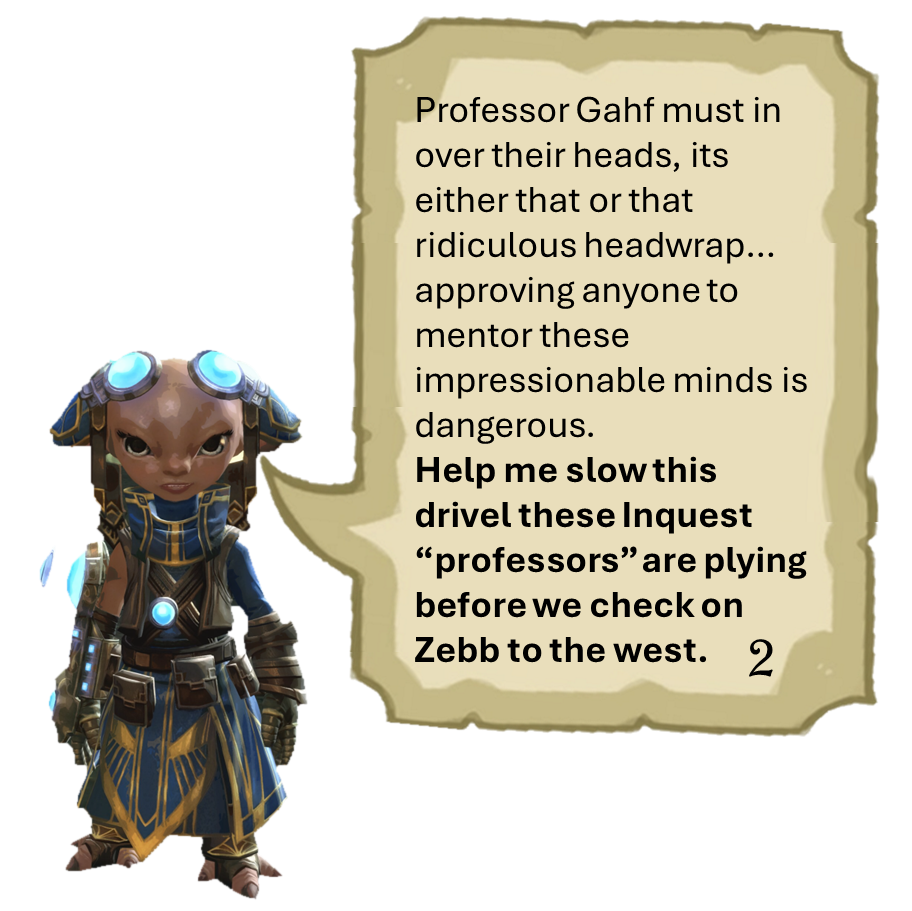 Professor Gahf must in
over their heads, its
either that or that
ridiculous headwrap...
approving anyone to
mentor these
impressionable minds is
dangerous.
Help me slow this
drivel these Inquest
“professors” are plying
before we check on
Zebb to the west. 2